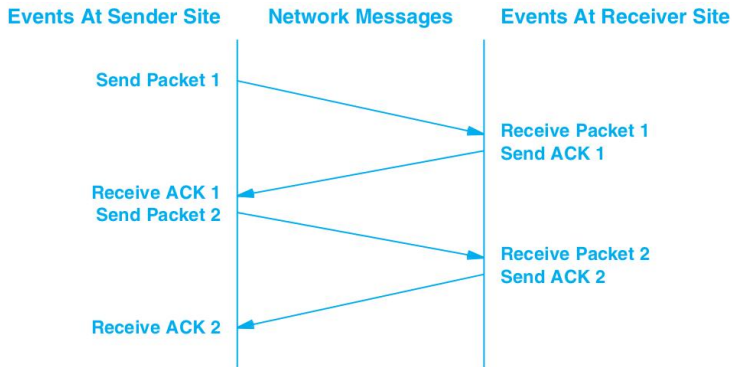 Events At Sender Site Network Messages Events At Receiver Site
Send Packet 1
Receive Packet 1
Send ACK 1
Receive ACK 1
Send Packet 2
Receive Packet 2
Send ACK 2
Receive ACK 2